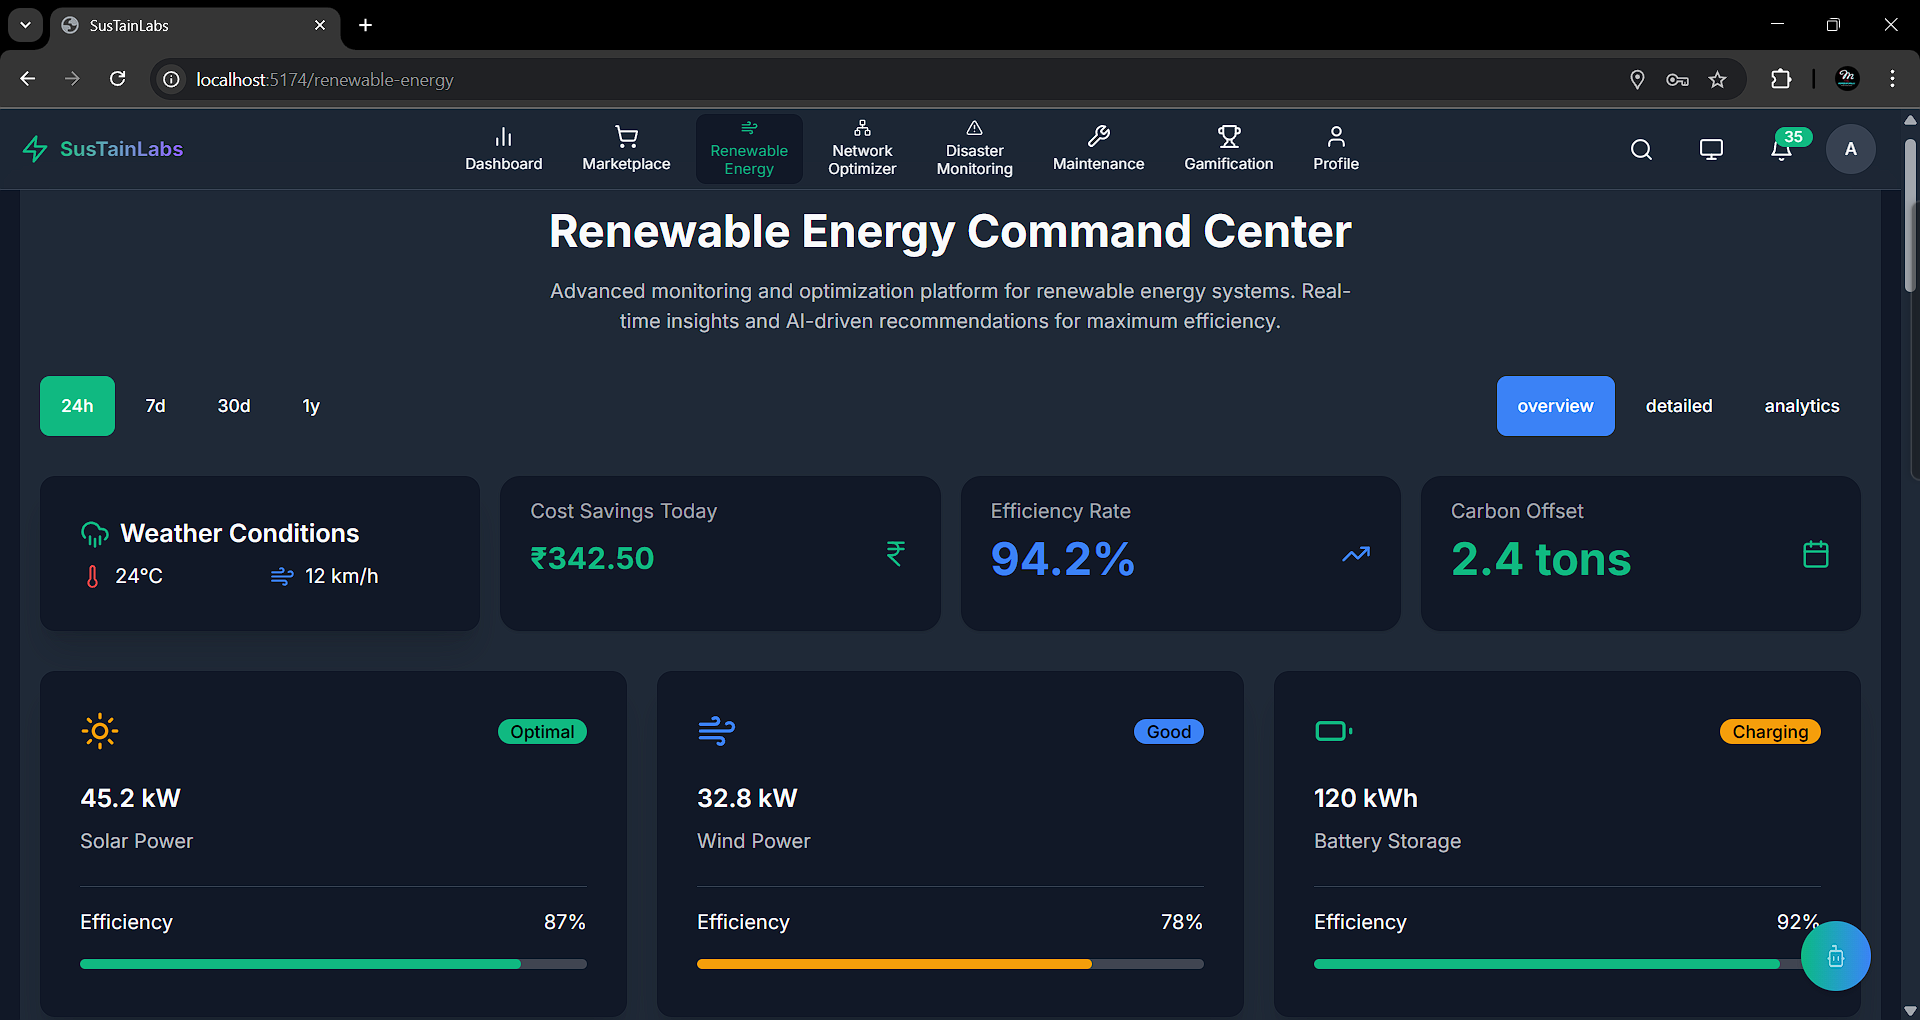 SusTainLabs
localhost:5174/renewable-energy
SusTainLabs
Dashboard
Marketplace
Renewable
Energy
Network
Optimizer
Disaster
Monitoring
Maintenance
Gamification
Profile
35
A
Renewable Energy Command Center
Advanced monitoring and optimization platform for renewable energy systems. Real-
time insights and AI-driven recommendations for maximum efficiency.
24h
7d
30d
1y
overview
detailed
analytics
Weather Conditions
24°C
12 km/h
Cost Savings Today
₹342.50
₹
Efficiency Rate
94.2%
Carbon Offset
2.4 tons
Optimal
45.2 kW
Solar Power
Efficiency
87%
Good
32.8 kW
Wind Power
Efficiency
78%
Charging
120 kWh
Battery Storage
Efficiency
92%